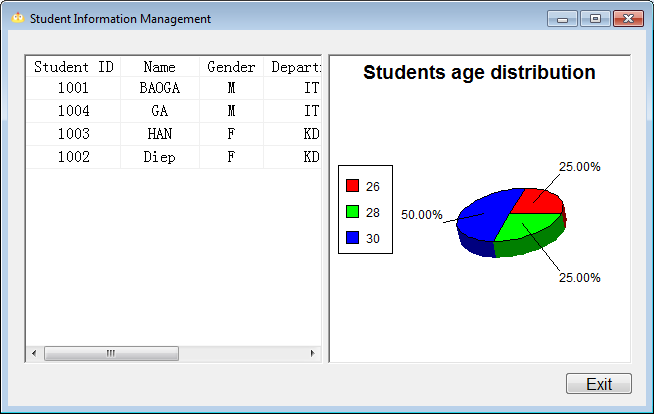 Student Information Management
Student ID Name Gender
1001 BAOGA M IT
1004 GA M IT
1003 HAN F KD
1002 Diep F KD
Students age distribution
26
28
30
25.00%
50.00%
25.00%
Exit